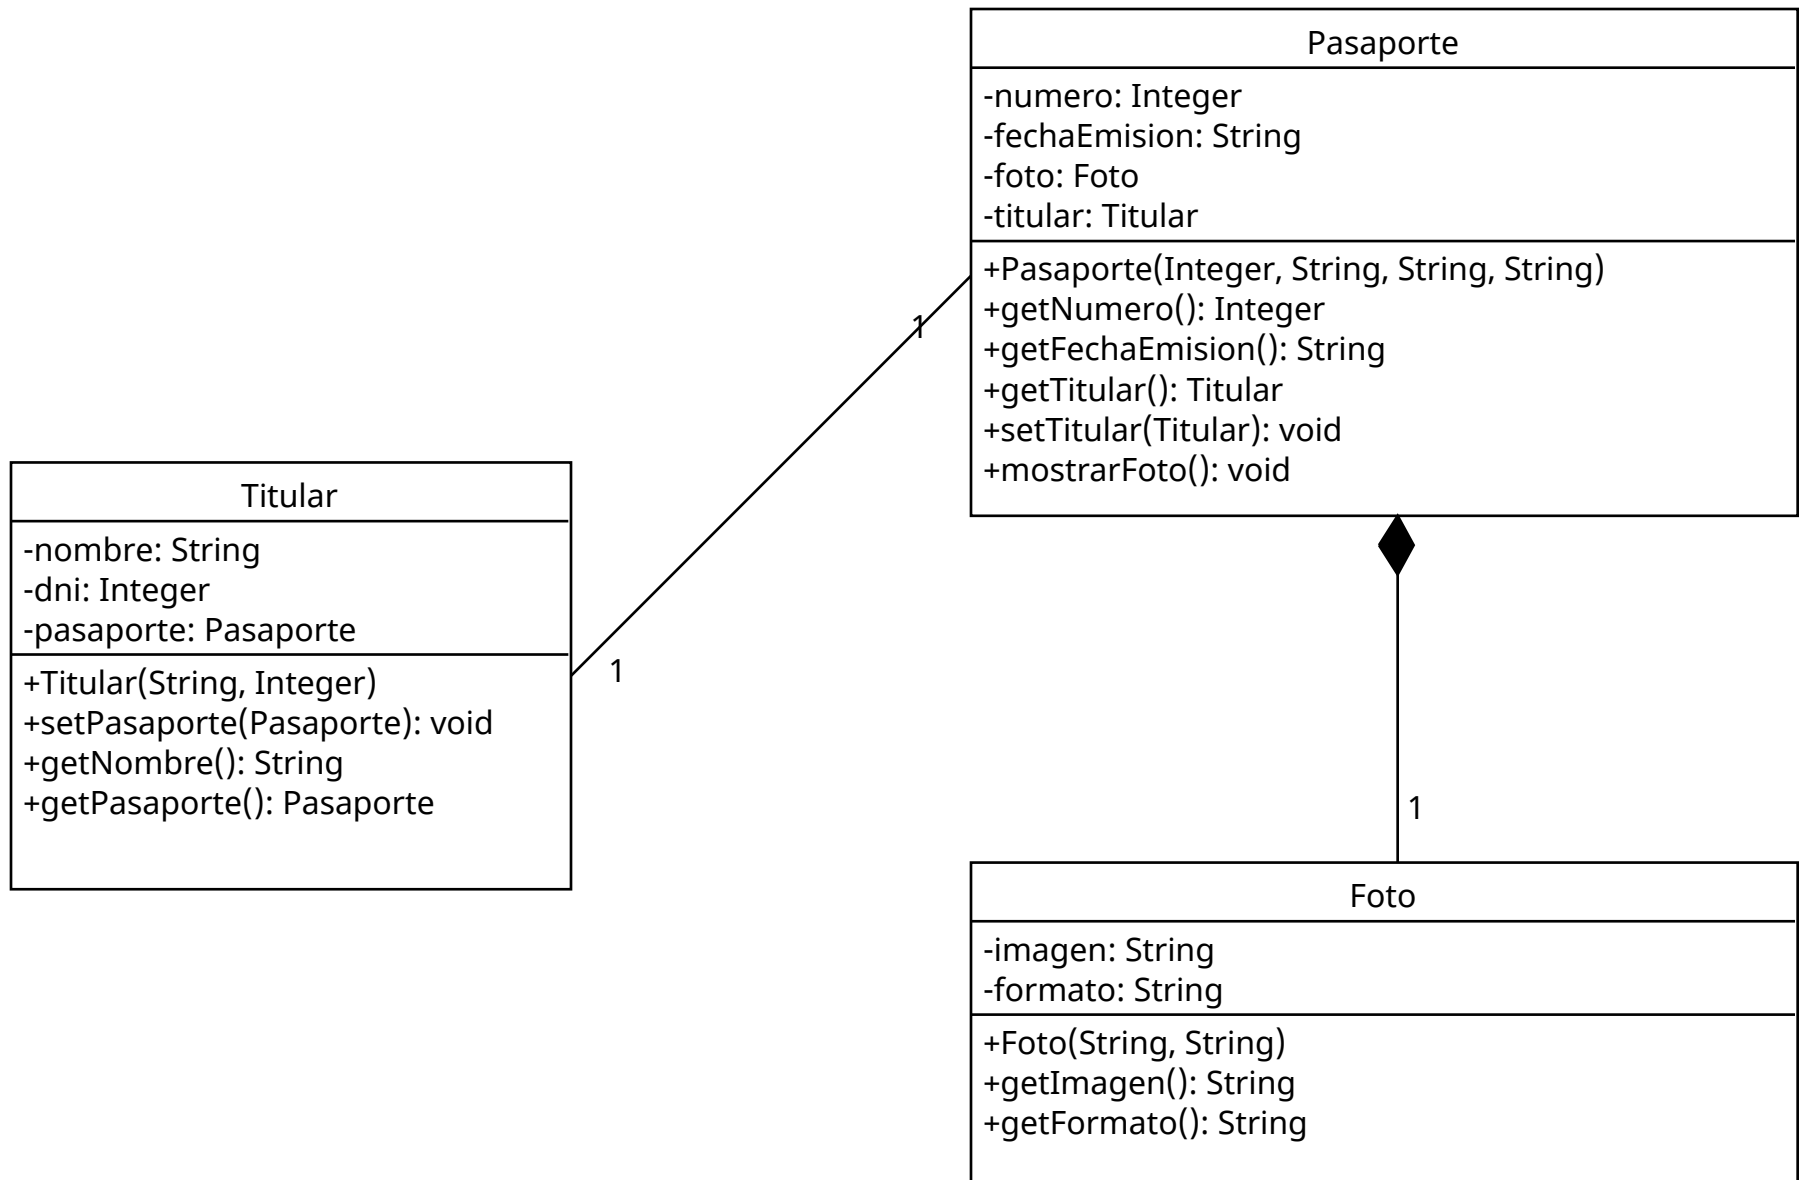 Pasaporte
-numero: Integer
-fechaEmision: String
-foto: Foto
-titular: Titular
+Pasaporte(Integer, String, String, String)
+getNumero(): Integer
+getFechaEmision(): String
+getTitular(): Titular
+setTitular(Titular): void
+mostrarFoto(): void
1
1
Titular
-nombre: String
-dni: Integer
-pasaporte: Pasaporte
+Titular(String, Integer)
+setPasaporte(Pasaporte): void
+getNombre(): String
+getPasaporte(): Pasaporte
1
Foto
-imagen: String
-formato: String
+Foto(String, String)
+getImagen(): String
+getFormato(): String